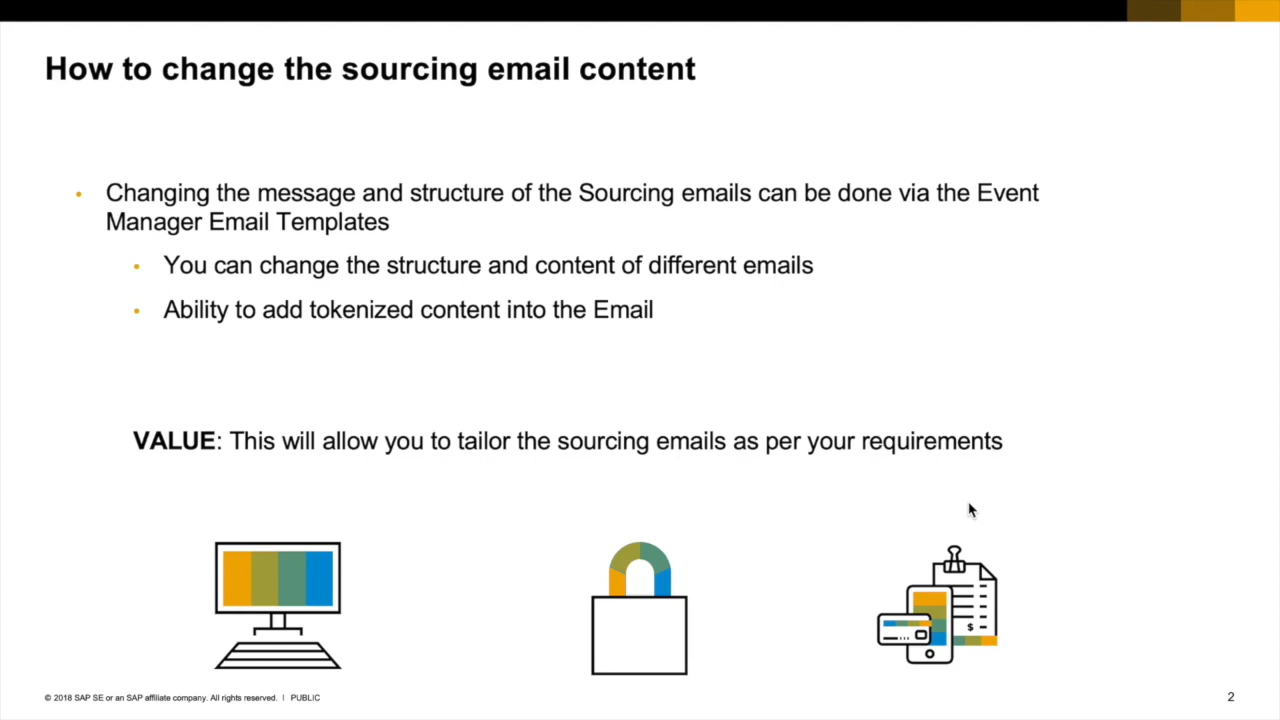 How to change the sourcing email content
• Changing the message and structure of the Sourcing emails can be done via the Event
Manager Email Templates
• You can change the structure and content of different emails
• Ability to add tokenized content into the Email
VALUE: This will allow you to tailor the sourcing emails as per your requirements
$
© 2018 SAP SE or an SAP affiliate company. All rights reserved. I PUBLIC
2